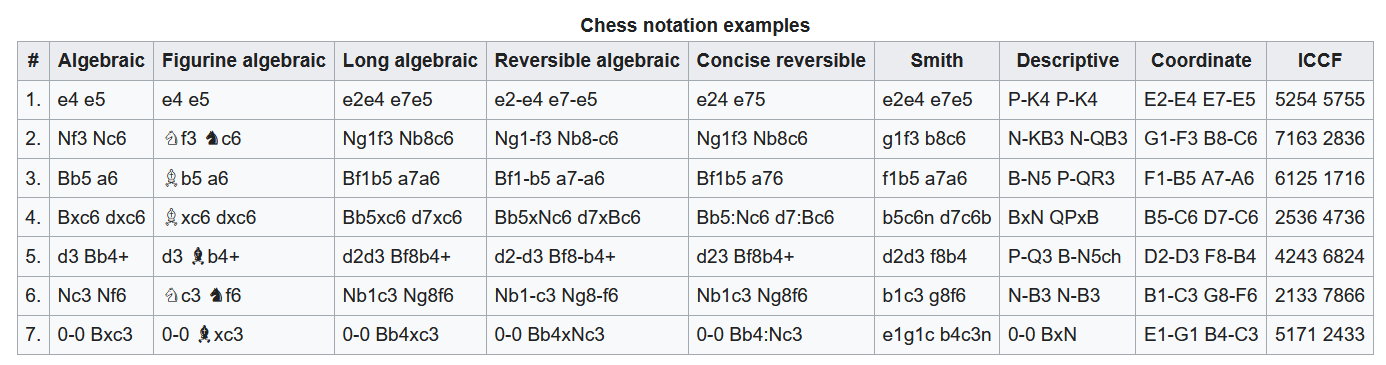 Chess notation examples
# Algebraic Figurine algebraic Long algebraic Reversible algebraic Concise reversible Smith Descriptive Coordinate ICCF
1. e4 e5 e4 e5 e2e4 e7e5 e2-e4 e7-e5 e24 e75 e2e4 e7e5 P-K4 P-K4 E2-E4 E7-E5 5254 5755
2. Nf3 Nc6 ♘f3 ♞c6 Ng1f3 Nb8c6 Ng1-f3 Nb8-c6 Ng1f3 Nb8c6 g1f3 b8c6 N-KB3 N-QB3 G1-F3 B8-C6 7163 2836
3. Bb5 a6 ♗b5 a6 Bf1b5 a7a6 Bf1-b5 a7-a6 Bf1b5 a76 f1b5 a7a6 B-N5 P-QR3 F1-B5 A7-A6 6125 1716
4. Bxc6 dxc6 ♗xc6 dxc6 Bb5xc6 d7xc6 Bb5xNc6 d7xBc6 Bb5:Nc6 d7:Bc6 b5c6n d7c6b BxN QPxB B5-C6 D7-C6 2536 4736
5. d3 Bb4+ d3 ♝b4+ d2d3 Bf8b4+ d2-d3 Bf8-b4+ d23 Bf8b4+ d2d3 f8b4 P-Q3 B-N5ch D2-D3 F8-B4 4243 6824
6. Nc3 Nf6 ♘c3 ♞f6 Nb1c3 Ng8f6 Nb1-c3 Ng8-f6 Nb1c3 Ng8f6 b1c3 g8f6 N-B3 N-B3 B1-C3 G8-F6 2133 7866
7. 0-0 Bxc3 0-0 ♝xc3 0-0 Bb4xc3 0-0 Bb4xNc3 0-0 Bb4:Nc3 e1g1c b4c3n 0-0 BxN E1-G1 B4-C3 5171 2433